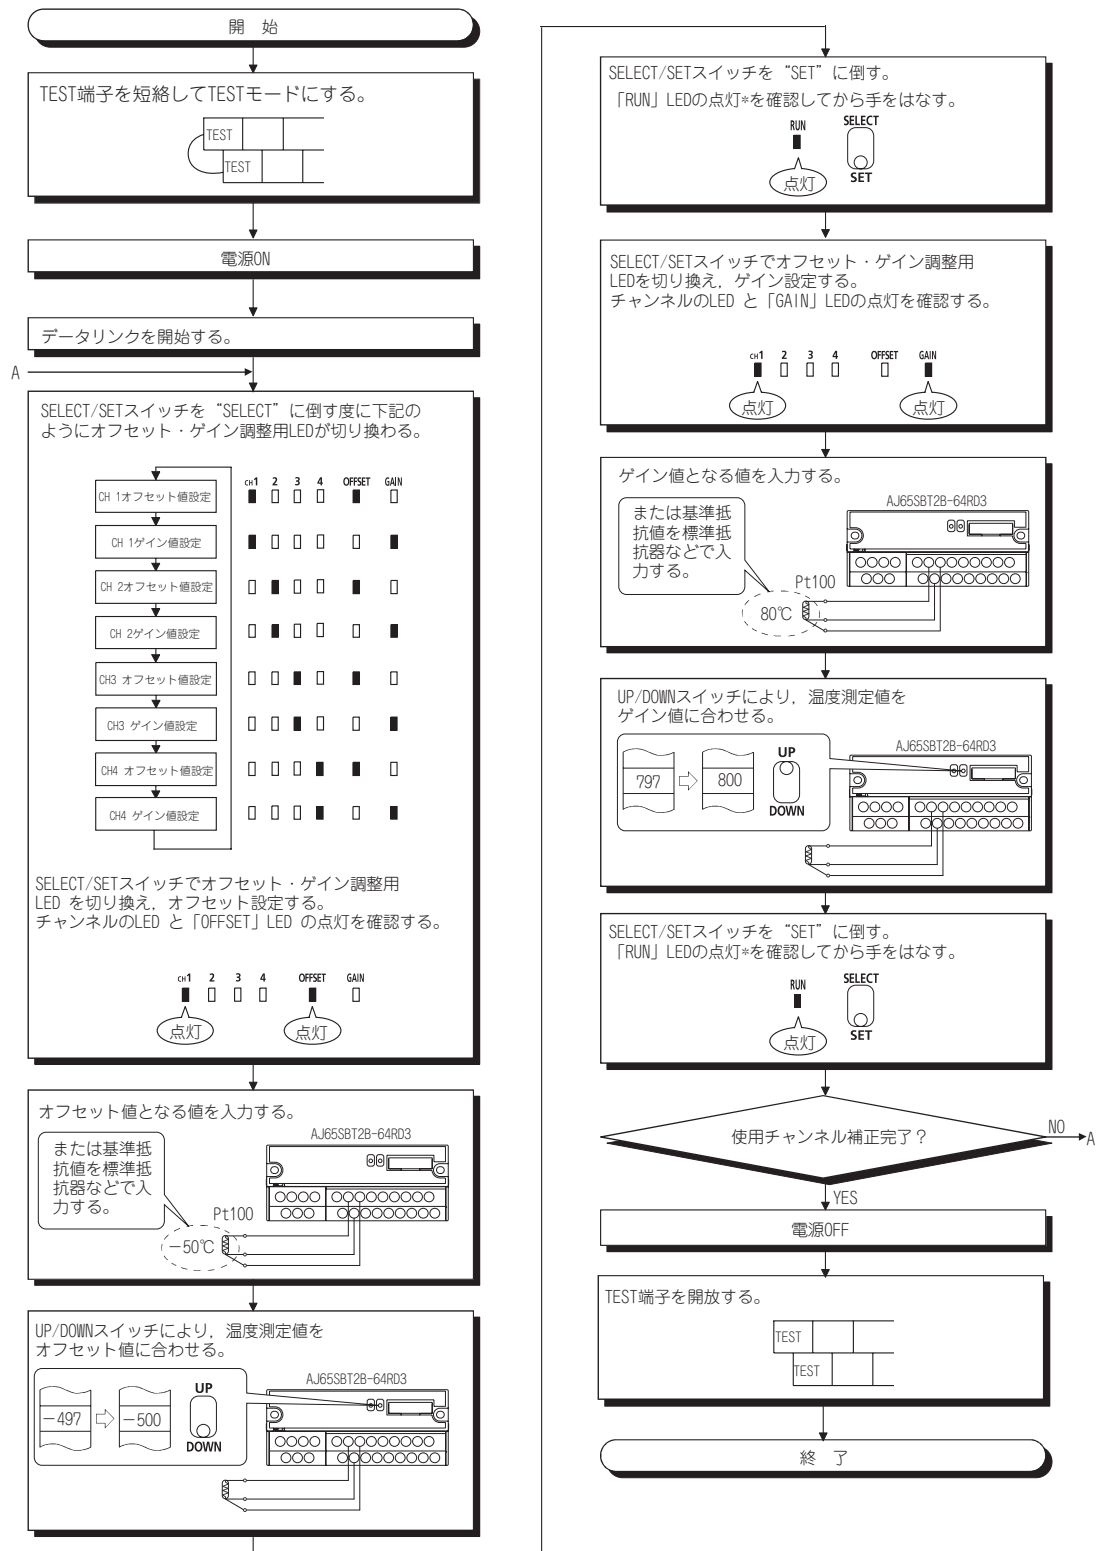 開 始
TEST端子を短絡してTESTモードにする。
TEST
TEST
電源ON
データリンクを開始する。
A
SELECT/SETスイッチを“SELECT”に倒す度に下記の
ようにオフセット・ゲイン調整用LEDが切り換わる。
CH1 2 3 4 OFFSET GAIN
CH 1オフセット値設定
CH 1ゲイン値設定
CH 2オフセット値設定
CH 2ゲイン値設定
CH3 オフセット値設定
CH3 ゲイン値設定
CH4 オフセット値設定
CH4 ゲイン値設定
SELECT/SETスイッチでオフセット・ゲイン調整用
LED を切り換え，オフセット設定する。
チャンネルのLED と「OFFSET」LED の点灯を確認する。
CH1 2 3 4 OFFSET GAIN
点灯 点灯
オフセット値となる値を入力する。
または基準抵
抗値を標準抵
抗器などで入
力する。
AJ65SBT2B-64RD3
Pt100
－50℃
UP/DOWNスイッチにより，温度測定値を
オフセット値に合わせる。
AJ65SBT2B-64RD3
UP
－497 －500
DOWN
SELECT/SETスイッチを“SET”に倒す。
「RUN」LEDの点灯*を確認してから手をはなす。
RUN SELECT
点灯 SET
SELECT/SETスイッチでオフセット・ゲイン調整用
LEDを切り換え，ゲイン設定する。
チャンネルのLED と「GAIN」LEDの点灯を確認する。
CH1 2 3 4 OFFSET GAIN
点灯 点灯
ゲイン値となる値を入力する。
または基準抵
抗値を標準抵
抗器などで入
力する。
AJ65SBT2B-64RD3
Pt100
80℃
UP/DOWNスイッチにより，温度測定値を
ゲイン値に合わせる。
AJ65SBT2B-64RD3
UP
797 800
DOWN
SELECT/SETスイッチを“SET”に倒す。
「RUN」LEDの点灯*を確認してから手をはなす。
RUN SELECT
点灯 SET
使用チャンネル補正完了？
NO
A
YES
電源OFF
TEST端子を開放する。
TEST
TEST
終 了